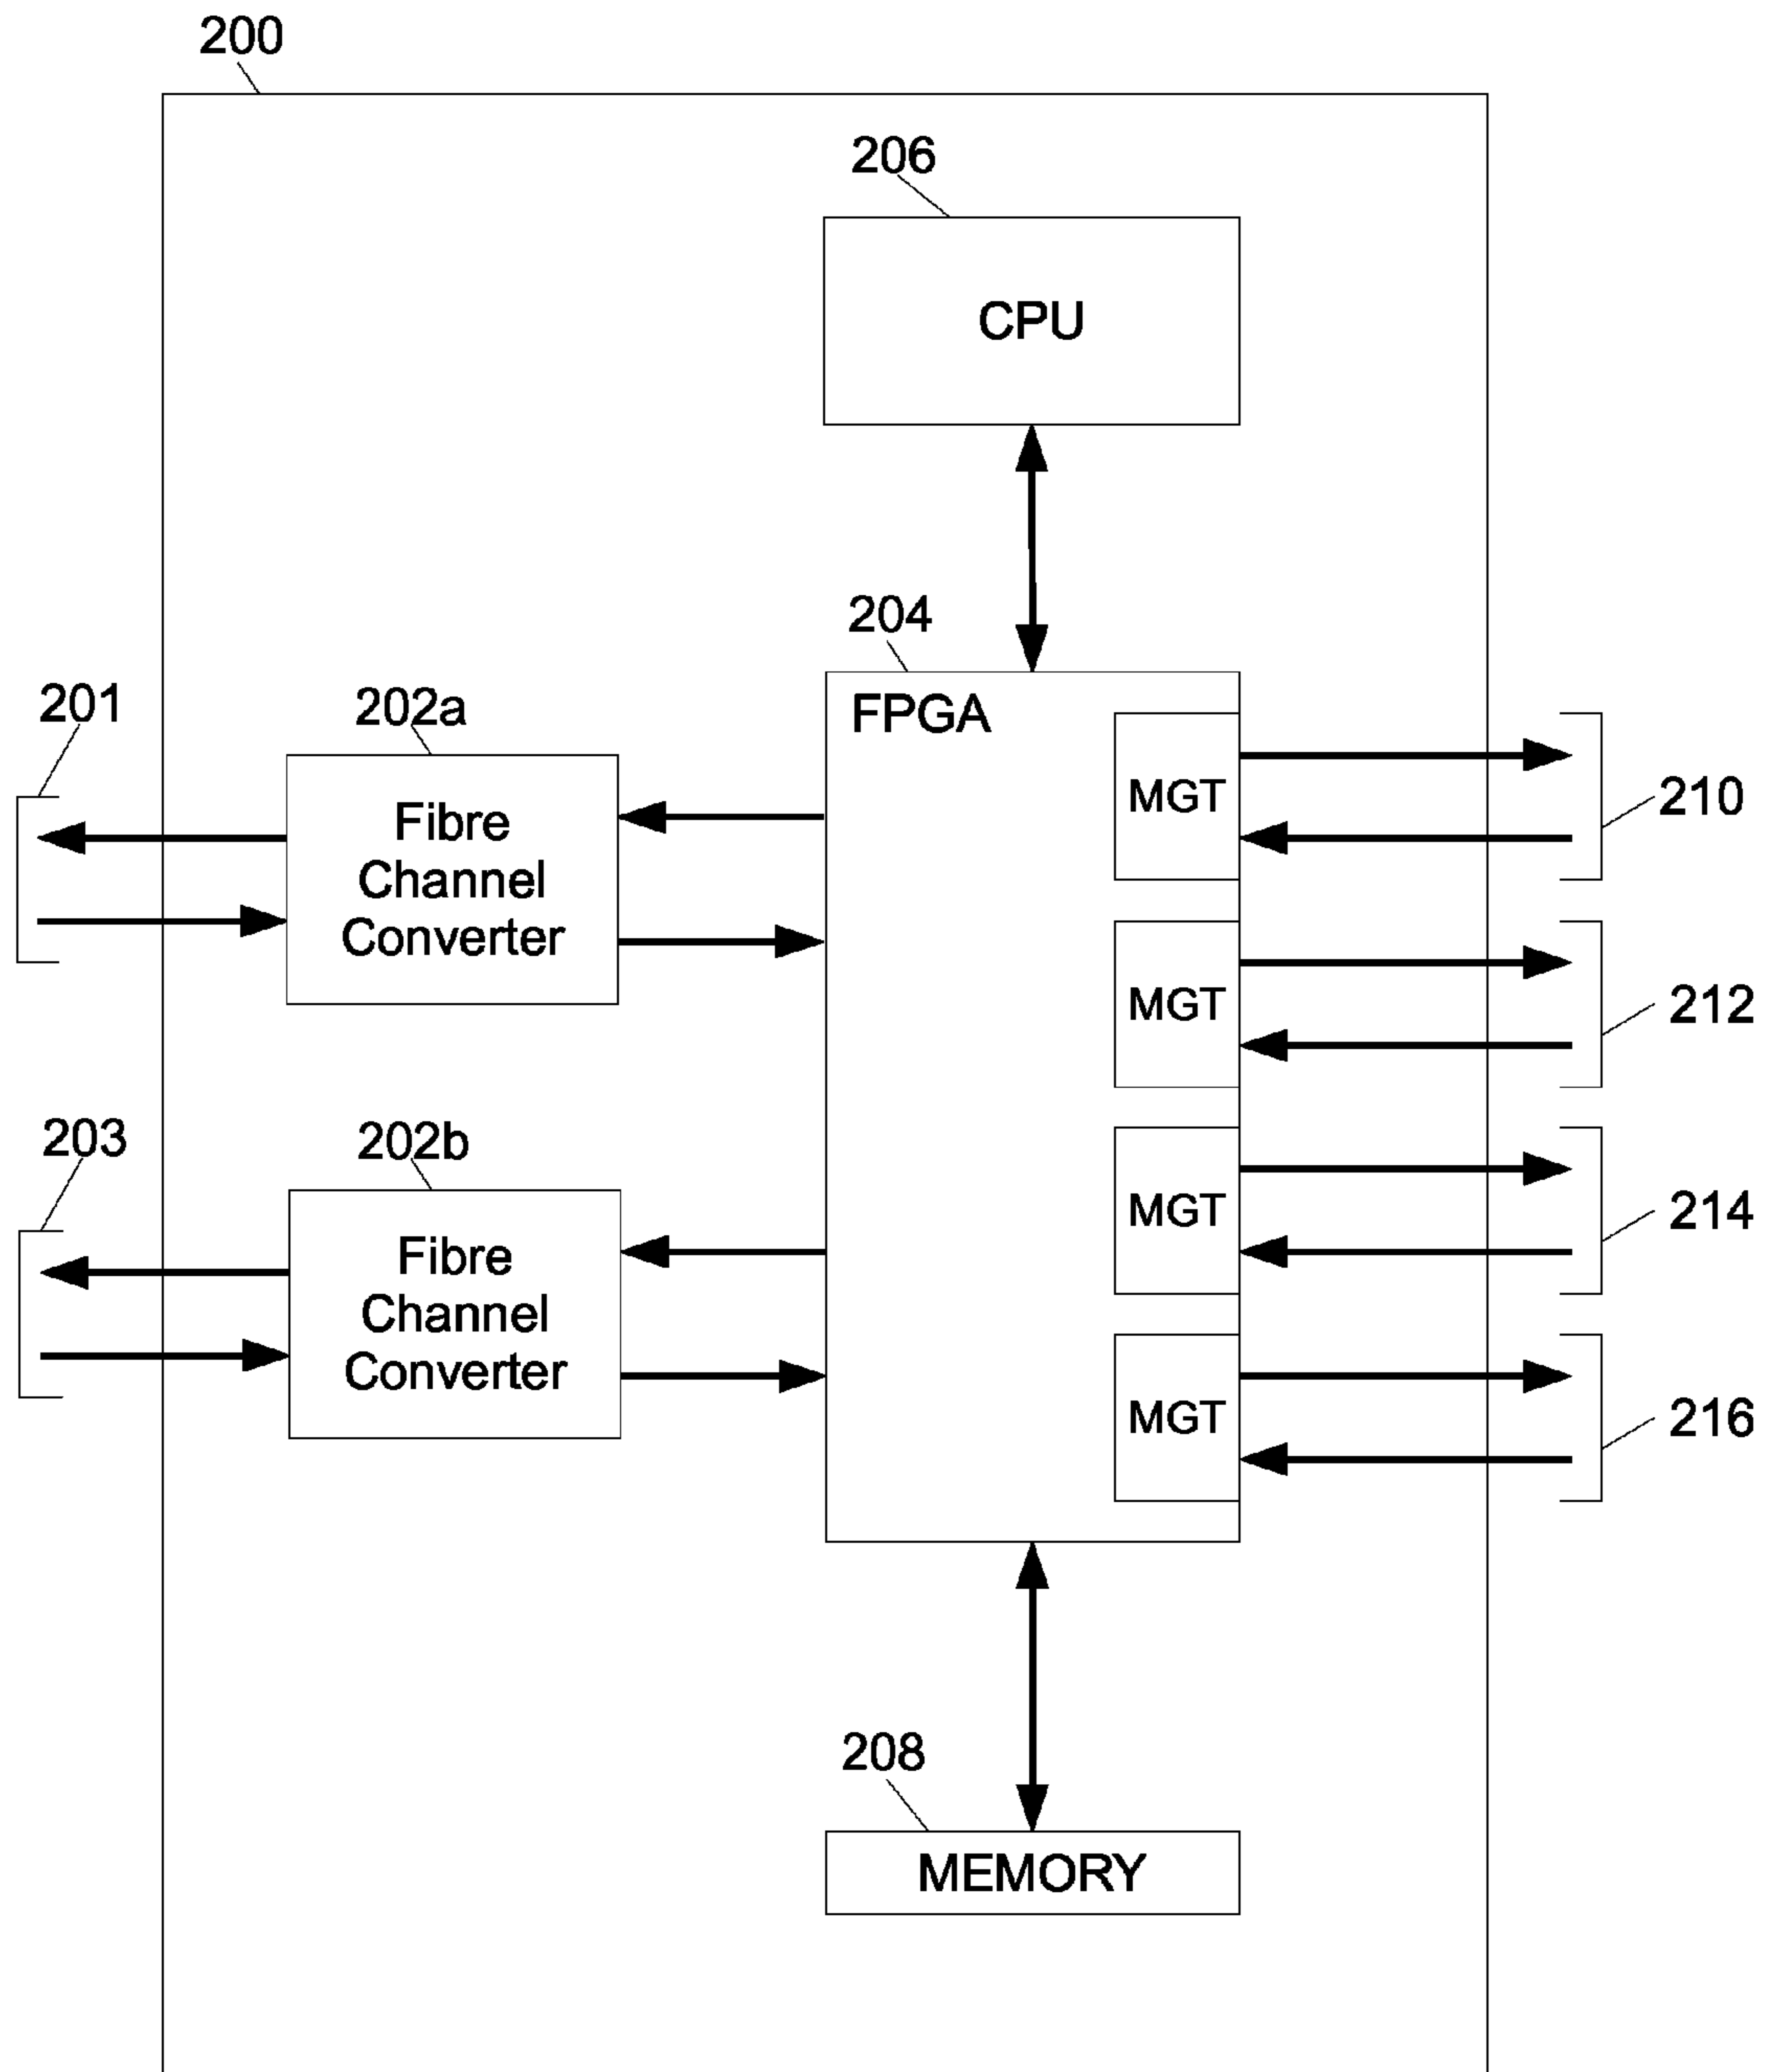 200
206
CPU
204
FPGA
201
202a
MGT
210
Fibre
Channel
Converter
MGT
212
203
202b
MGT
214
Fibre
Channel
Converter
MGT
216
208
MEMORY